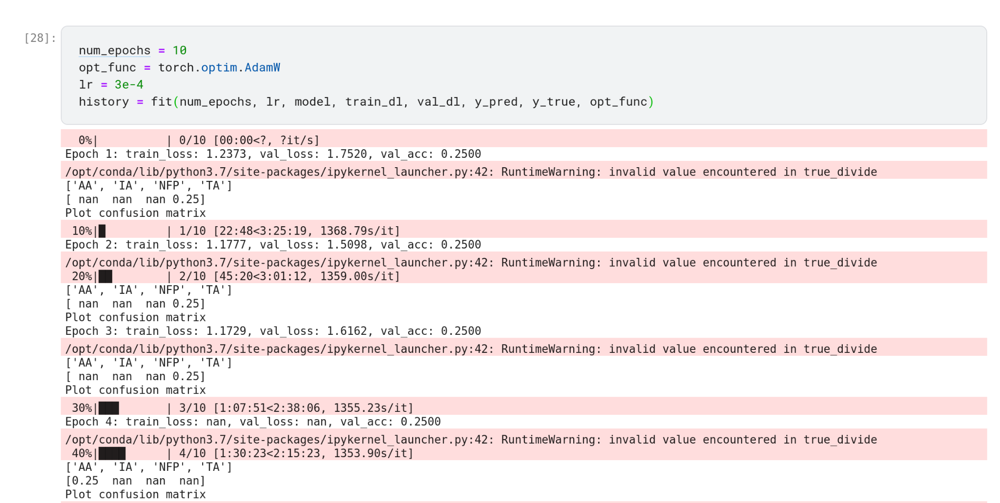 [28]:
num_epochs = 10
opt_func = torch.optim.AdamW
lr = 3e-4
history = fit(num_epochs, lr, model, train_dl, val_dl, y_pred, y_true, opt_func)
0%|          | 0/10 [00:00<?, ?it/s]
Epoch 1: train_loss: 1.2373, val_loss: 1.7520, val_acc: 0.2500
/opt/conda/lib/python3.7/site-packages/ipykernel_launcher.py:42: RuntimeWarning: invalid value encountered in true_divide
['AA', 'IA', 'NFP', 'TA']
[ nan  nan  nan 0.25]
Plot confusion matrix
10%|█         | 1/10 [22:48<3:25:19, 1368.79s/it]
Epoch 2: train_loss: 1.1777, val_loss: 1.5098, val_acc: 0.2500
/opt/conda/lib/python3.7/site-packages/ipykernel_launcher.py:42: RuntimeWarning: invalid value encountered in true_divide
20%|██        | 2/10 [45:20<3:01:12, 1359.00s/it]
['AA', 'IA', 'NFP', 'TA']
[ nan  nan  nan 0.25]
Plot confusion matrix
Epoch 3: train_loss: 1.1729, val_loss: 1.6162, val_acc: 0.2500
/opt/conda/lib/python3.7/site-packages/ipykernel_launcher.py:42: RuntimeWarning: invalid value encountered in true_divide
['AA', 'IA', 'NFP', 'TA']
[ nan  nan  nan 0.25]
Plot confusion matrix
30%|███       | 3/10 [1:07:51<2:38:06, 1355.23s/it]
Epoch 4: train_loss: nan, val_loss: nan, val_acc: 0.2500
/opt/conda/lib/python3.7/site-packages/ipykernel_launcher.py:42: RuntimeWarning: invalid value encountered in true_divide
40%|████      | 4/10 [1:30:23<2:15:23, 1353.90s/it]
['AA', 'IA', 'NFP', 'TA']
[0.25  nan  nan  nan]
Plot confusion matrix